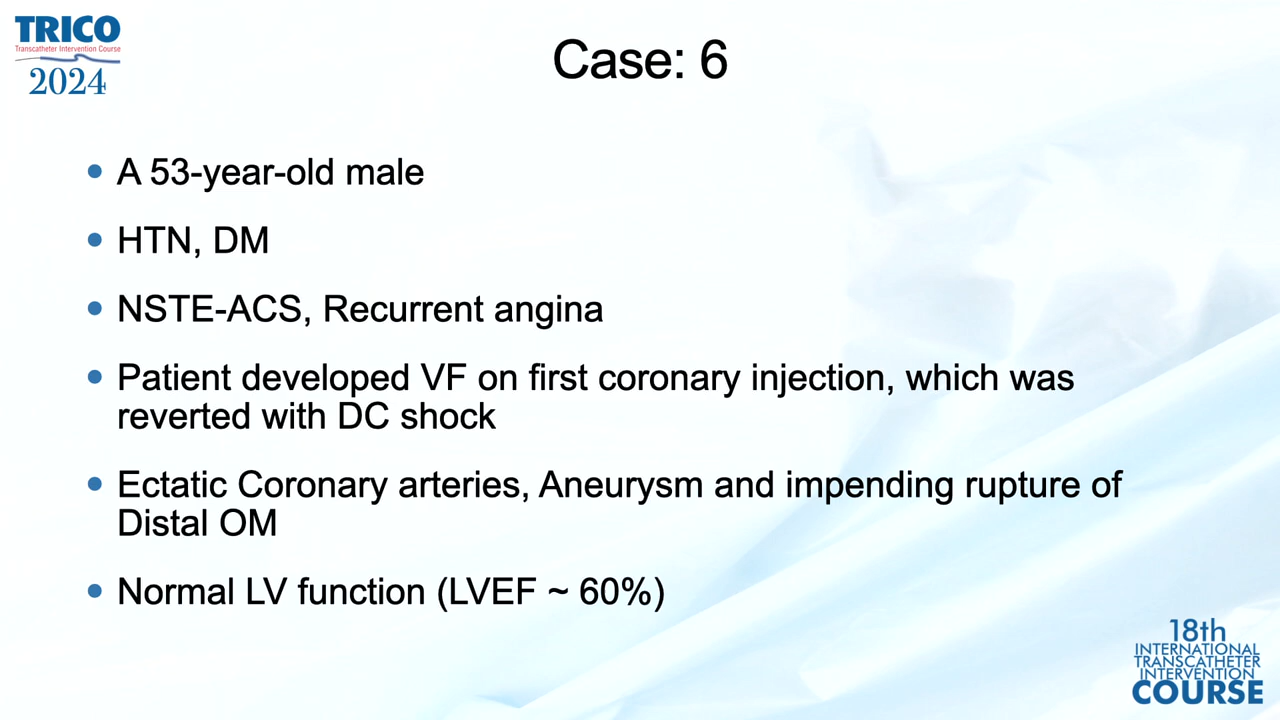 TRICO
Transcatheter Intervention Course
2024
Case: 6
• A 53-year-old male
• HTN, DM
• NSTE-ACS, Recurrent angina
• Patient developed VF on first coronary injection, which was
reverted with DC shock
• Ectatic Coronary arteries, Aneurysm and impending rupture of
Distal OM
• Normal LV function (LVEF ~ 60%)
18th
INTERNATIONAL
TRANSCATHETER
INTERVENTION
COURSE